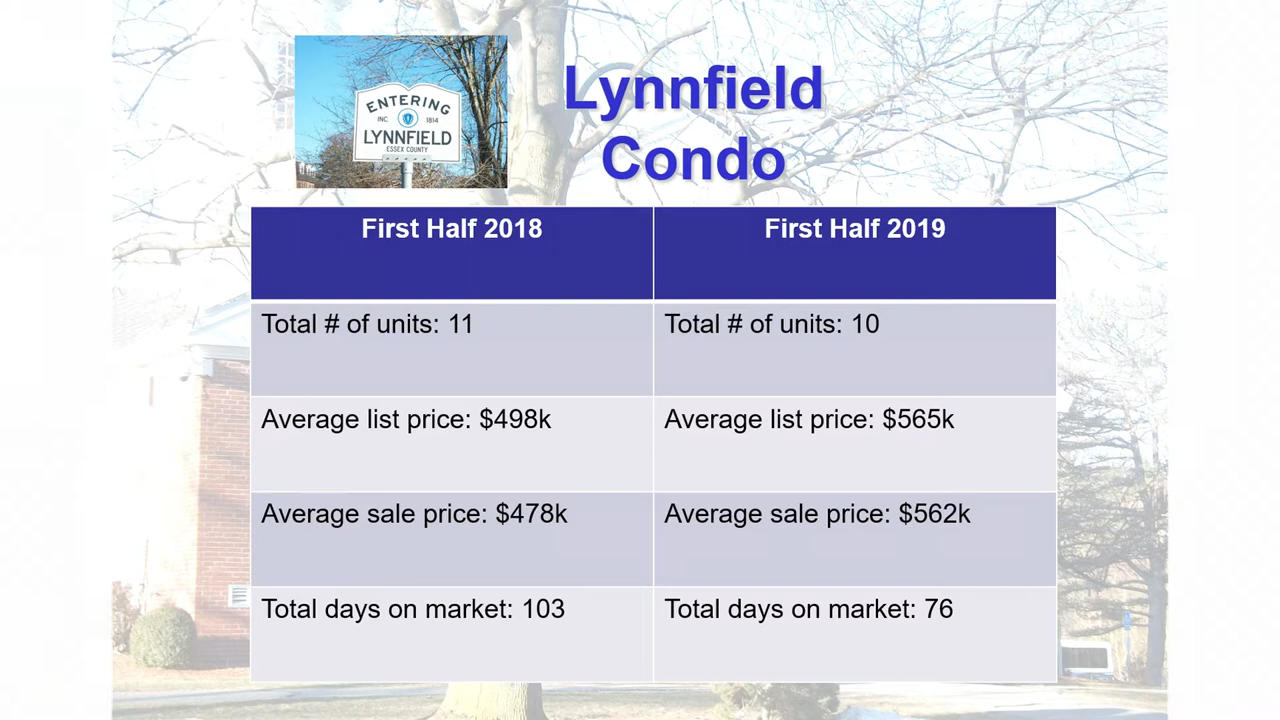 ENTERING
INC. 1814
LYNNFIELD
ESSEX COUNTY
Lynnfield
Condo
First Half 2018
First Half 2019
Total # of units: 11
Total # of units: 10
Average list price: $498k
Average list price: $565k
Average sale price: $478k
Average sale price: $562k
Total days on market: 103
Total days on market: 76